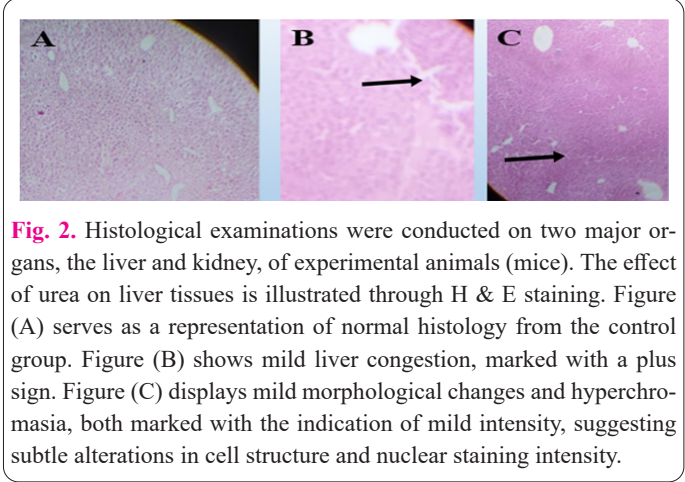 A B C
Fig. 2. Histological examinations were conducted on two major or-
gans, the liver and kidney, of experimental animals (mice). The effect
of urea on liver tissues is illustrated through H & E staining. Figure
(A) serves as a representation of normal histology from the control
group. Figure (B) shows mild liver congestion, marked with a plus
sign. Figure (C) displays mild morphological changes and hyperchro-
masia, both marked with the indication of mild intensity, suggesting
subtle alterations in cell structure and nuclear staining intensity.